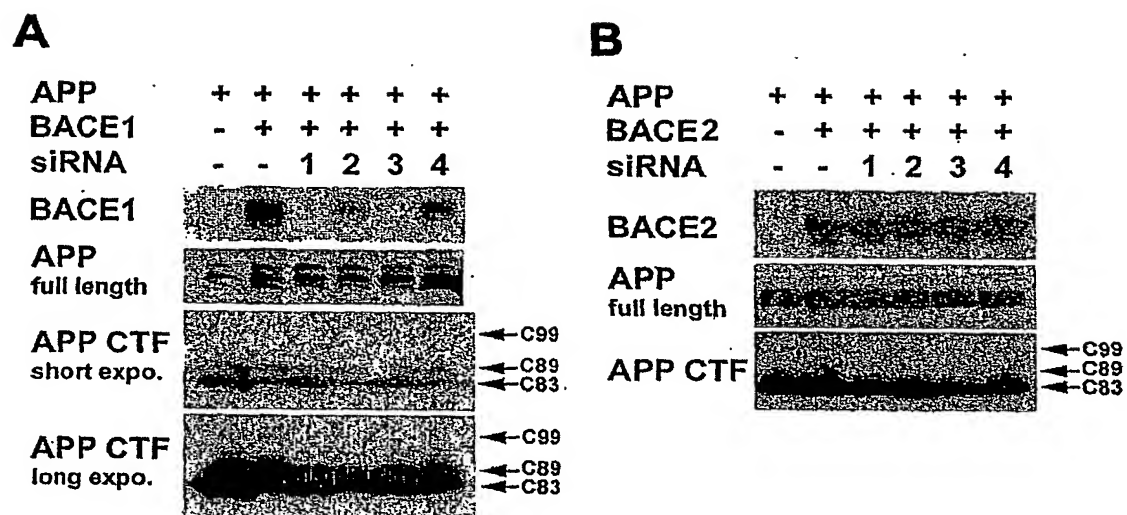 A
APP + + + + + +
BACE1 - + + + + +
siRNA - - 1 2 3 4
BACE1
APP
full length
APP CTF
short expo.
C99
C89
C83
APP CTF
long expo.
C99
C89
C83
B
APP + + + + + +
BACE2 - + + + + +
siRNA - - 1 2 3 4
BACE2
APP
full length
APP CTF
C99
C89
C83